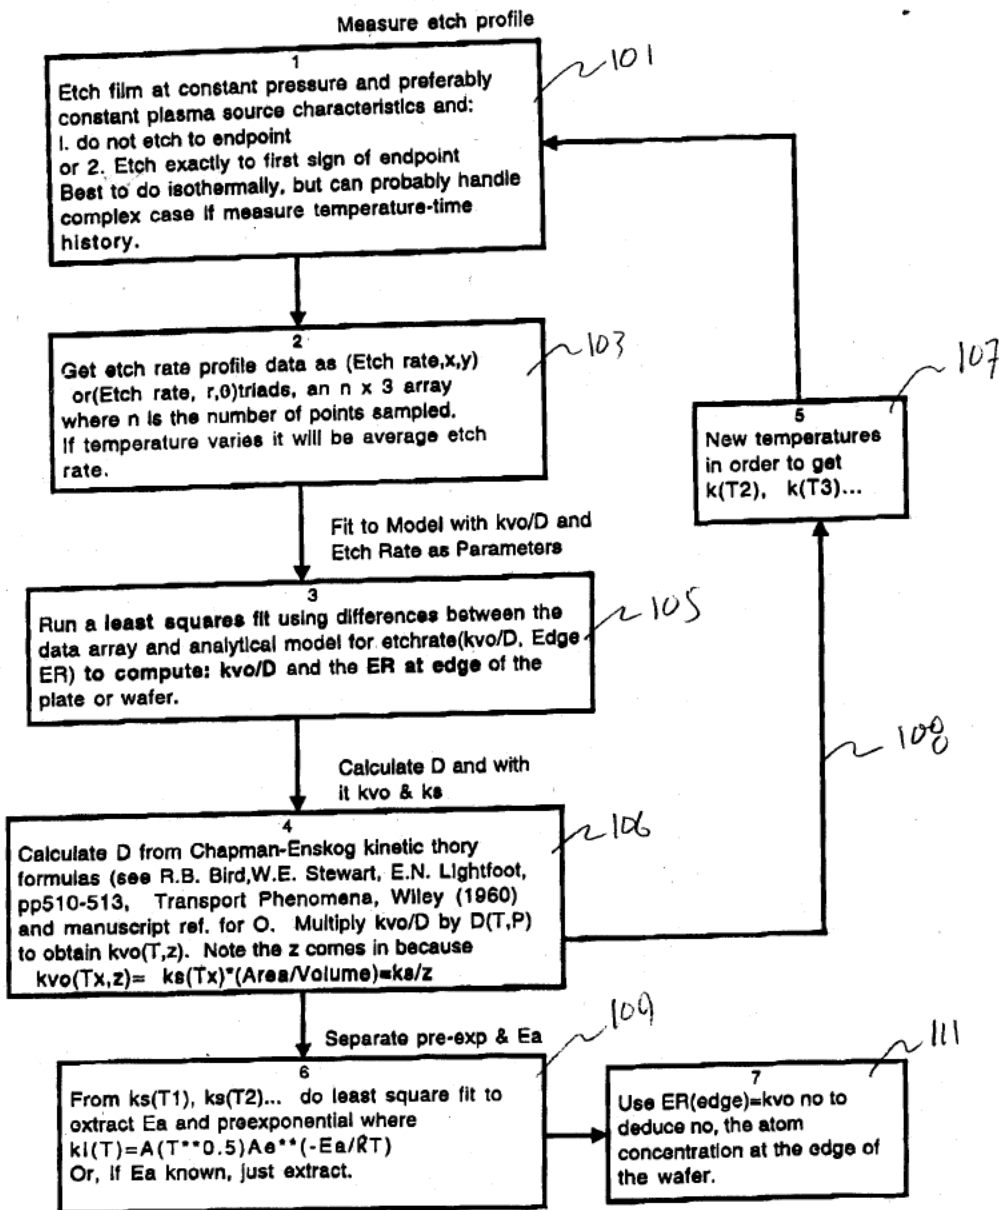 Measure etch profile
1
101
Etch film at constant pressure and preferably
constant plasma source characteristics and:
I. do not etch to endpoint
or 2. Etch exactly to first sign of endpoint
Best to do isothermally, but can probably handle
complex case if measure temperature-time
history.
2
103
Get etch rate profile data as (Etch rate,x,y)
or(Etch rate, r,θ)triads, an n x 3 array
where n is the number of points sampled.
If temperature varies it will be average etch
rate.
107
5
New temperatures
in order to get
k(T2), k(T3)...
Fit to Model with kvo/D and
Etch Rate as Parameters
3
105
Run a least squares fit using differences between the
data array and analytical model for etchrate(kvo/D, Edge
ER) to compute: kvo/D and the ER at edge of the
plate or wafer.
108
Calculate D and with
it kvo & ks
4
106
Calculate D from Chapman-Enskog kinetic thory
formulas (see R.B. Bird,W.E. Stewart, E.N. Lightfoot,
pp510-513, Transport Phenomena, Wiley (1960)
and manuscript ref. for O. Multiply kvo/D by D(T,P)
to obtain kvo(T,z). Note the z comes in because
kvo(Tx,z)= ks(Tx)*(Area/Volume)=ks/z
Separate pre-exp & Ea
109
6
From ks(T1), ks(T2)... do least square fit to
extract Ea and preexponential where
ki(T)=A(T**0.5)Ae**(-Ea/RT)
Or, if Ea known, just extract.
111
7
Use ER(edge)=kvo no to
deduce no, the atom
concentration at the edge of
the wafer.